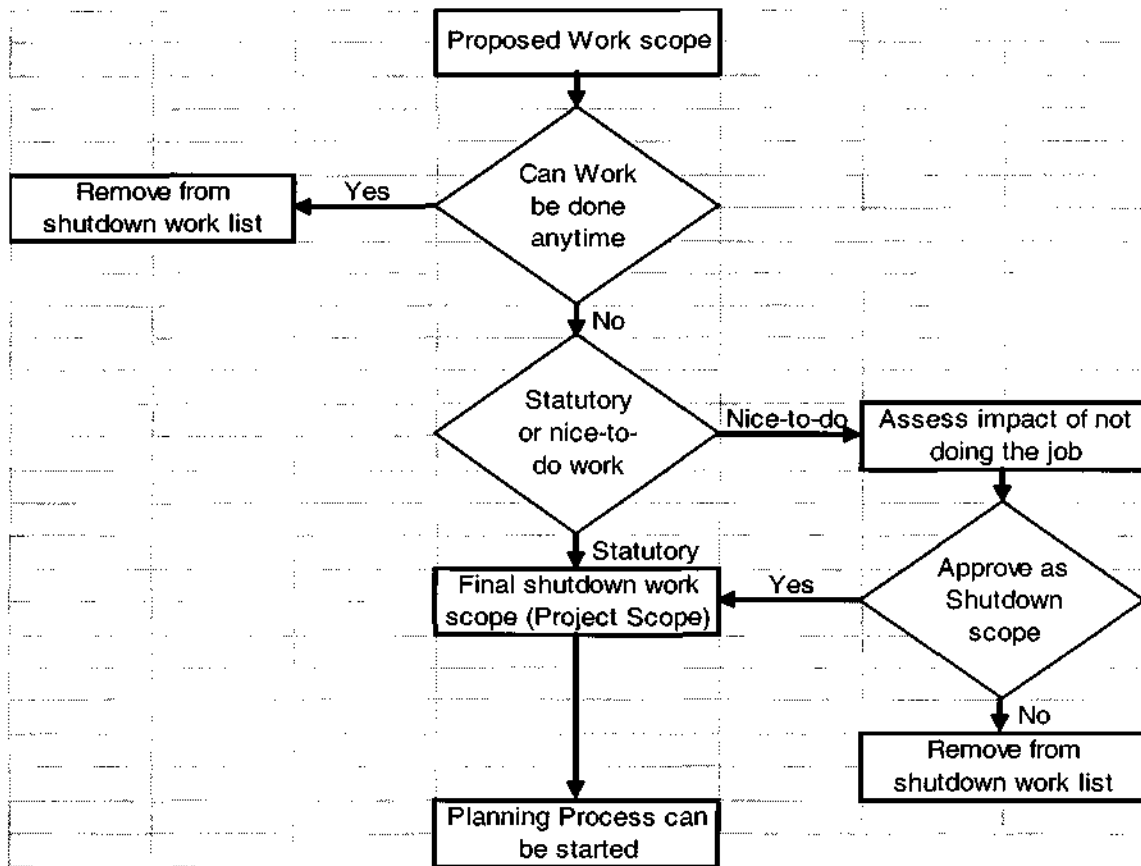 Proposed Work scope
Can Work
be done
anytime
Yes
Remove from
shutdown work list
No
Statutory
or nice-to-
do work
Nice-to-do
Assess impact of not
doing the job
Statutory
Final shutdown work
scope (Project Scope)
Yes
Approve as
Shutdown
scope
No
Remove from
shutdown work list
Planning Process can
be started